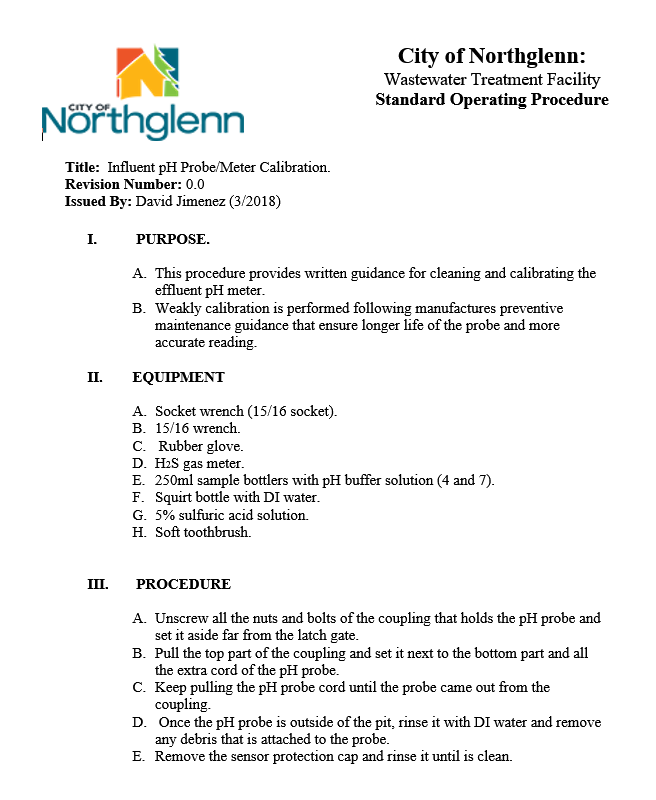 City of Northglenn:
Wastewater Treatment Facility
Standard Operating Procedure
CITY OF
Northglenn
Title:  Influent pH Probe/Meter Calibration.
Revision Number: 0.0
Issued By: David Jimenez (3/2018)
I. PURPOSE.
A. This procedure provides written guidance for cleaning and calibrating the
effluent pH meter.
B. Weakly calibration is performed following manufactures preventive
maintenance guidance that ensure longer life of the probe and more
accurate reading.
II. EQUIPMENT
A. Socket wrench (15/16 socket).
B. 15/16 wrench.
C. Rubber glove.
D. H2S gas meter.
E. 250ml sample bottlers with pH buffer solution (4 and 7).
F. Squirt bottle with DI water.
G. 5% sulfuric acid solution.
H. Soft toothbrush.
III. PROCEDURE
A. Unscrew all the nuts and bolts of the coupling that holds the pH probe and
set it aside far from the latch gate.
B. Pull the top part of the coupling and set it next to the bottom part and all
the extra cord of the pH probe.
C. Keep pulling the pH probe cord until the probe came out from the
coupling.
D. Once the pH probe is outside of the pit, rinse it with DI water and remove
any debris that is attached to the probe.
E. Remove the sensor protection cap and rinse it until is clean.